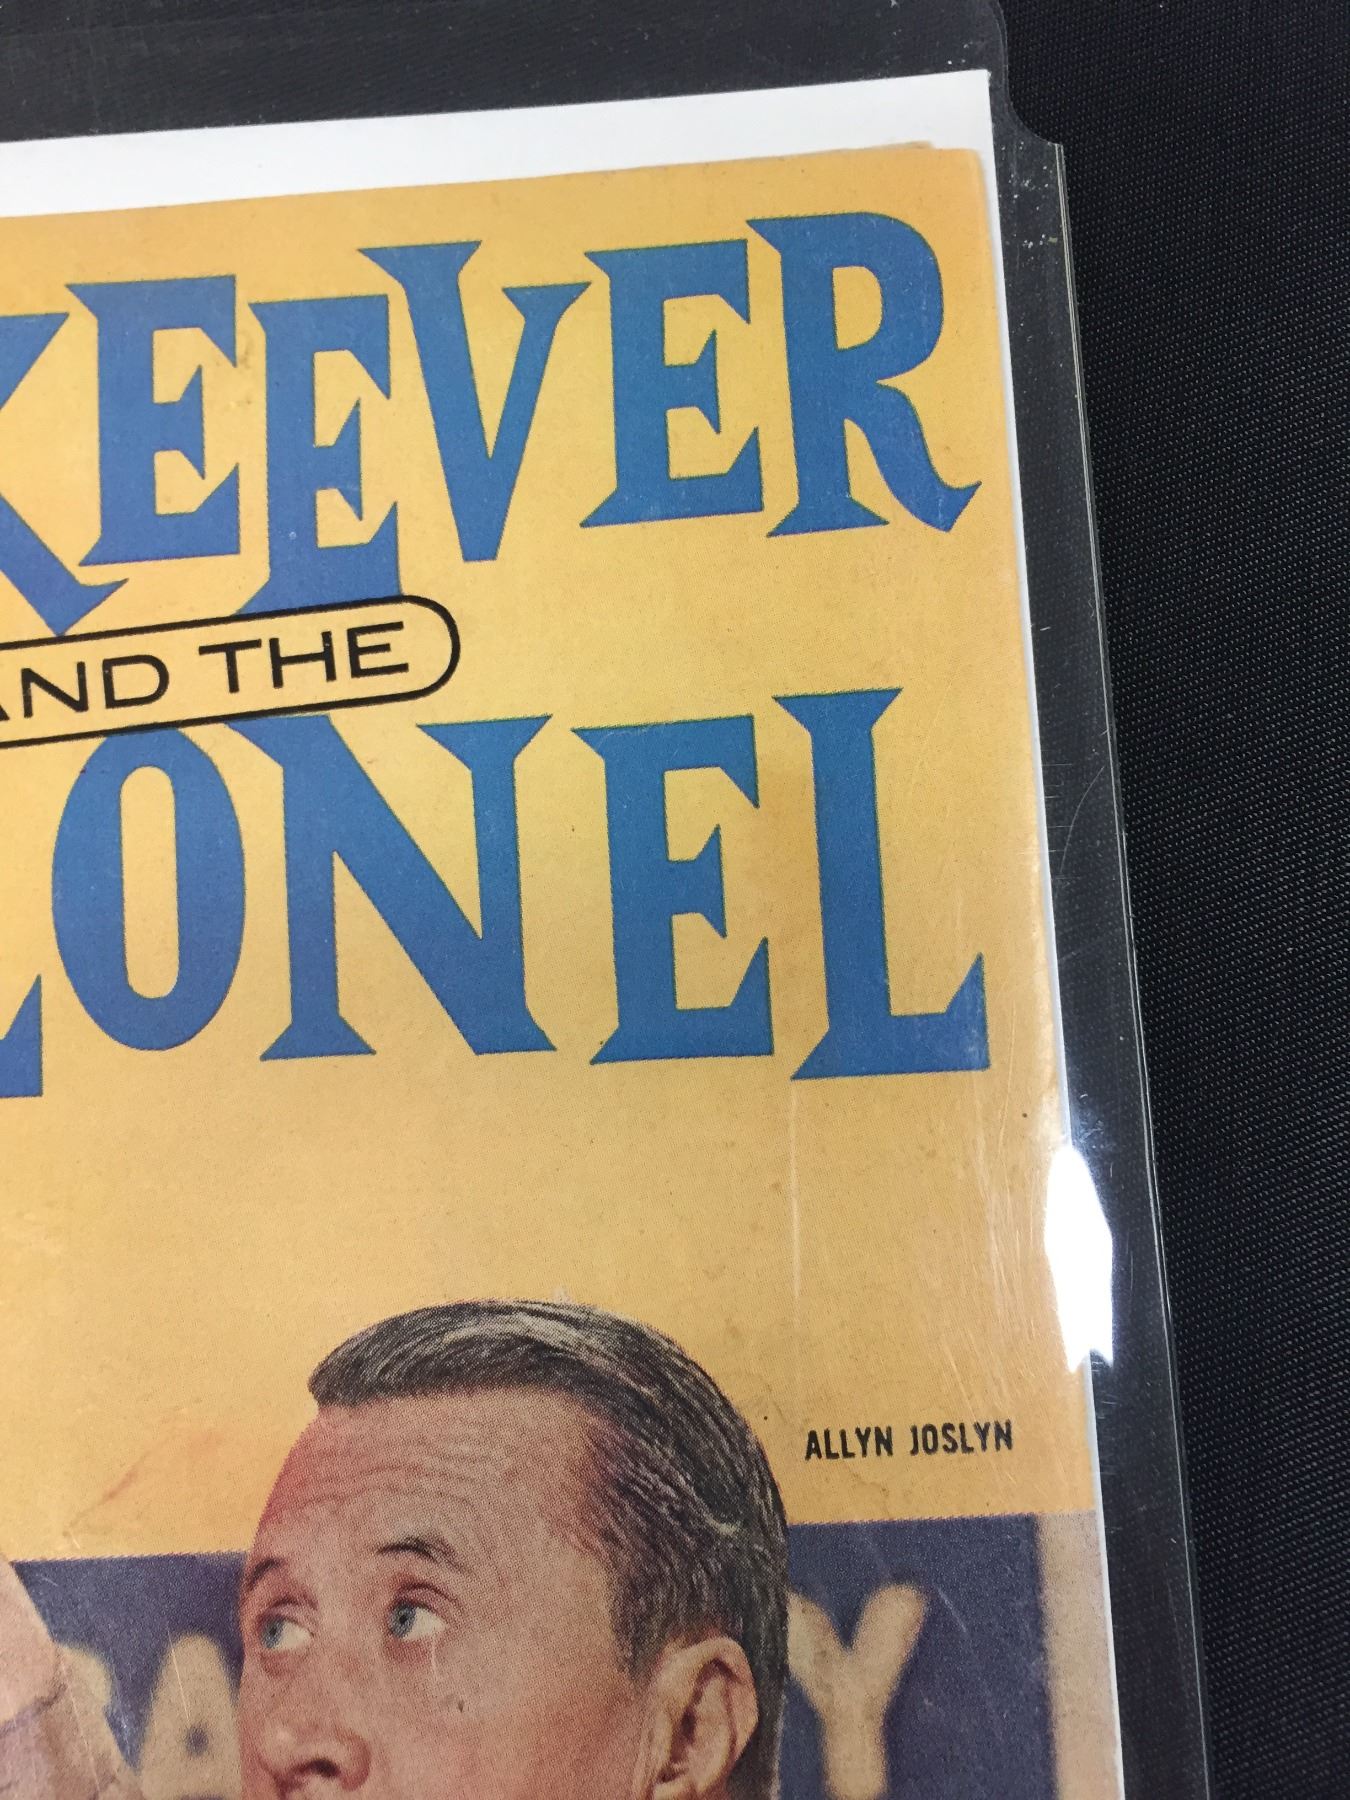 KEEVER
AND THE
LONEL
ALLYN JOSLYN
A Y